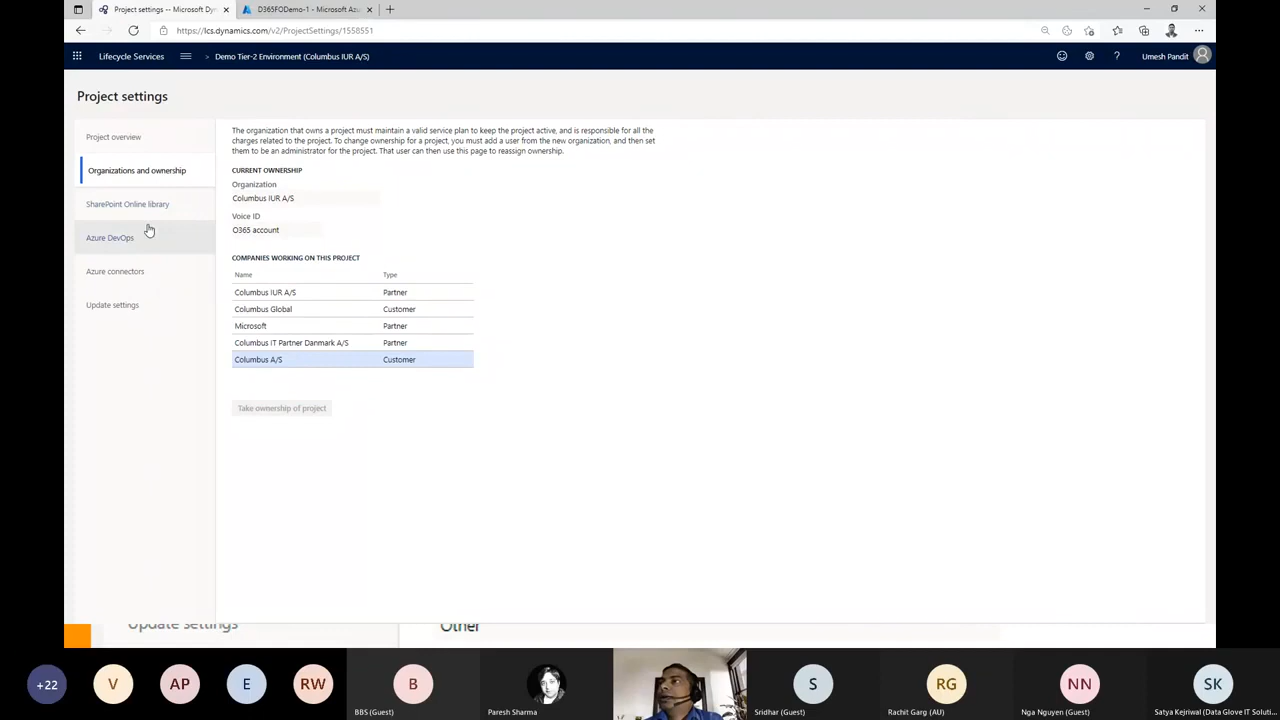 Project settings -- Microsoft Dyn
D365FODemo-1 - Microsoft Az
https://lcs.dynamics.com/v2/ProjectSettings/1558551
Lifecycle Services
> Demo Tier-2 Environment (Columbus IUR A/S)
?
Umesh Pandit
Project settings
Project overview
Organizations and ownership
SharePoint Online library
Azure DevOps
Azure connectors
Update settings
The organization that owns a project must maintain a valid service plan to keep the project active, and is responsible for all the
charges related to the project. To change ownership for a project, you must add a user from the new organization, and then set
them to be an administrator for the project. That user can then use this page to reassign ownership.
CURRENT OWNERSHIP
Organization
Columbus IUR A/S
Voice ID
O365 account
COMPANIES WORKING ON THIS PROJECT
Name Type
Columbus IUR A/S Partner
Columbus Global Customer
Microsoft Partner
Columbus IT Partner Danmark A/S Partner
Columbus A/S Customer
Take ownership of project
Update settings
Other
+22
V
AP
E
RW
B
BBS (Guest)
Paresh Sharma
S
Sridhar (Guest)
RG
Rachit Garg (AU)
NN
Nga Nguyen (Guest)
SK
Satya Kejriwal (Data Glove IT Soluti...